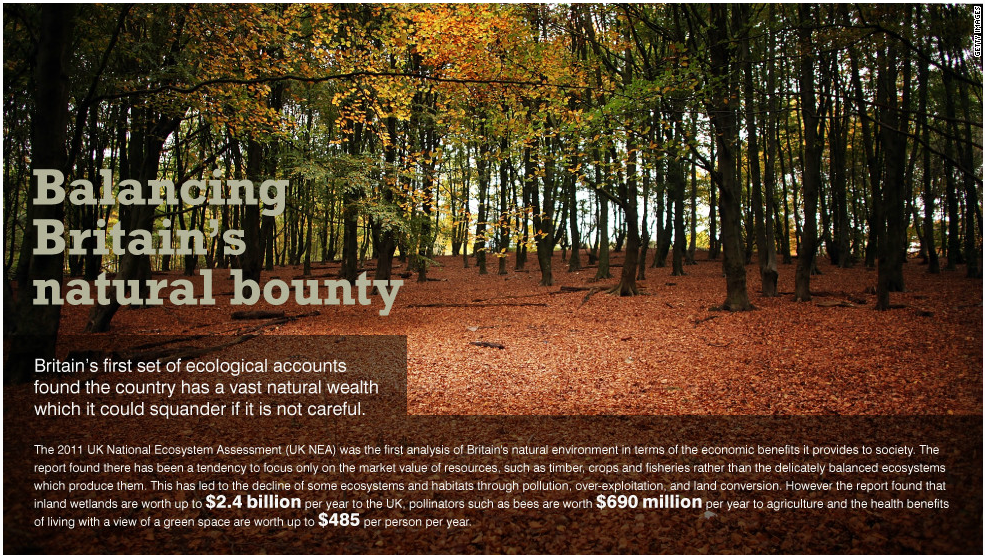 GETTY IMAGES
Balancing
Britain's
natural bounty
Britain's first set of ecological accounts
found the country has a vast natural wealth
which it could squander if it is not careful.
The 2011 UK National Ecosystem Assessment (UK NEA) was the first analysis of Britain's natural environment in terms of the economic benefits it provides to society. The
report found there has been a tendency to focus only on the market value of resources, such as timber, crops and fisheries rather than the delicately balanced ecosystems
which produce them. This has led to the decline of some ecosystems and habitats through pollution, over-exploitation, and land conversion. However the report found that
inland wetlands are worth up to $2.4 billion per year to the UK, pollinators such as bees are worth $690 million per year to agriculture and the health benefits
of living with a view of a green space are worth up to $485 per person per year.